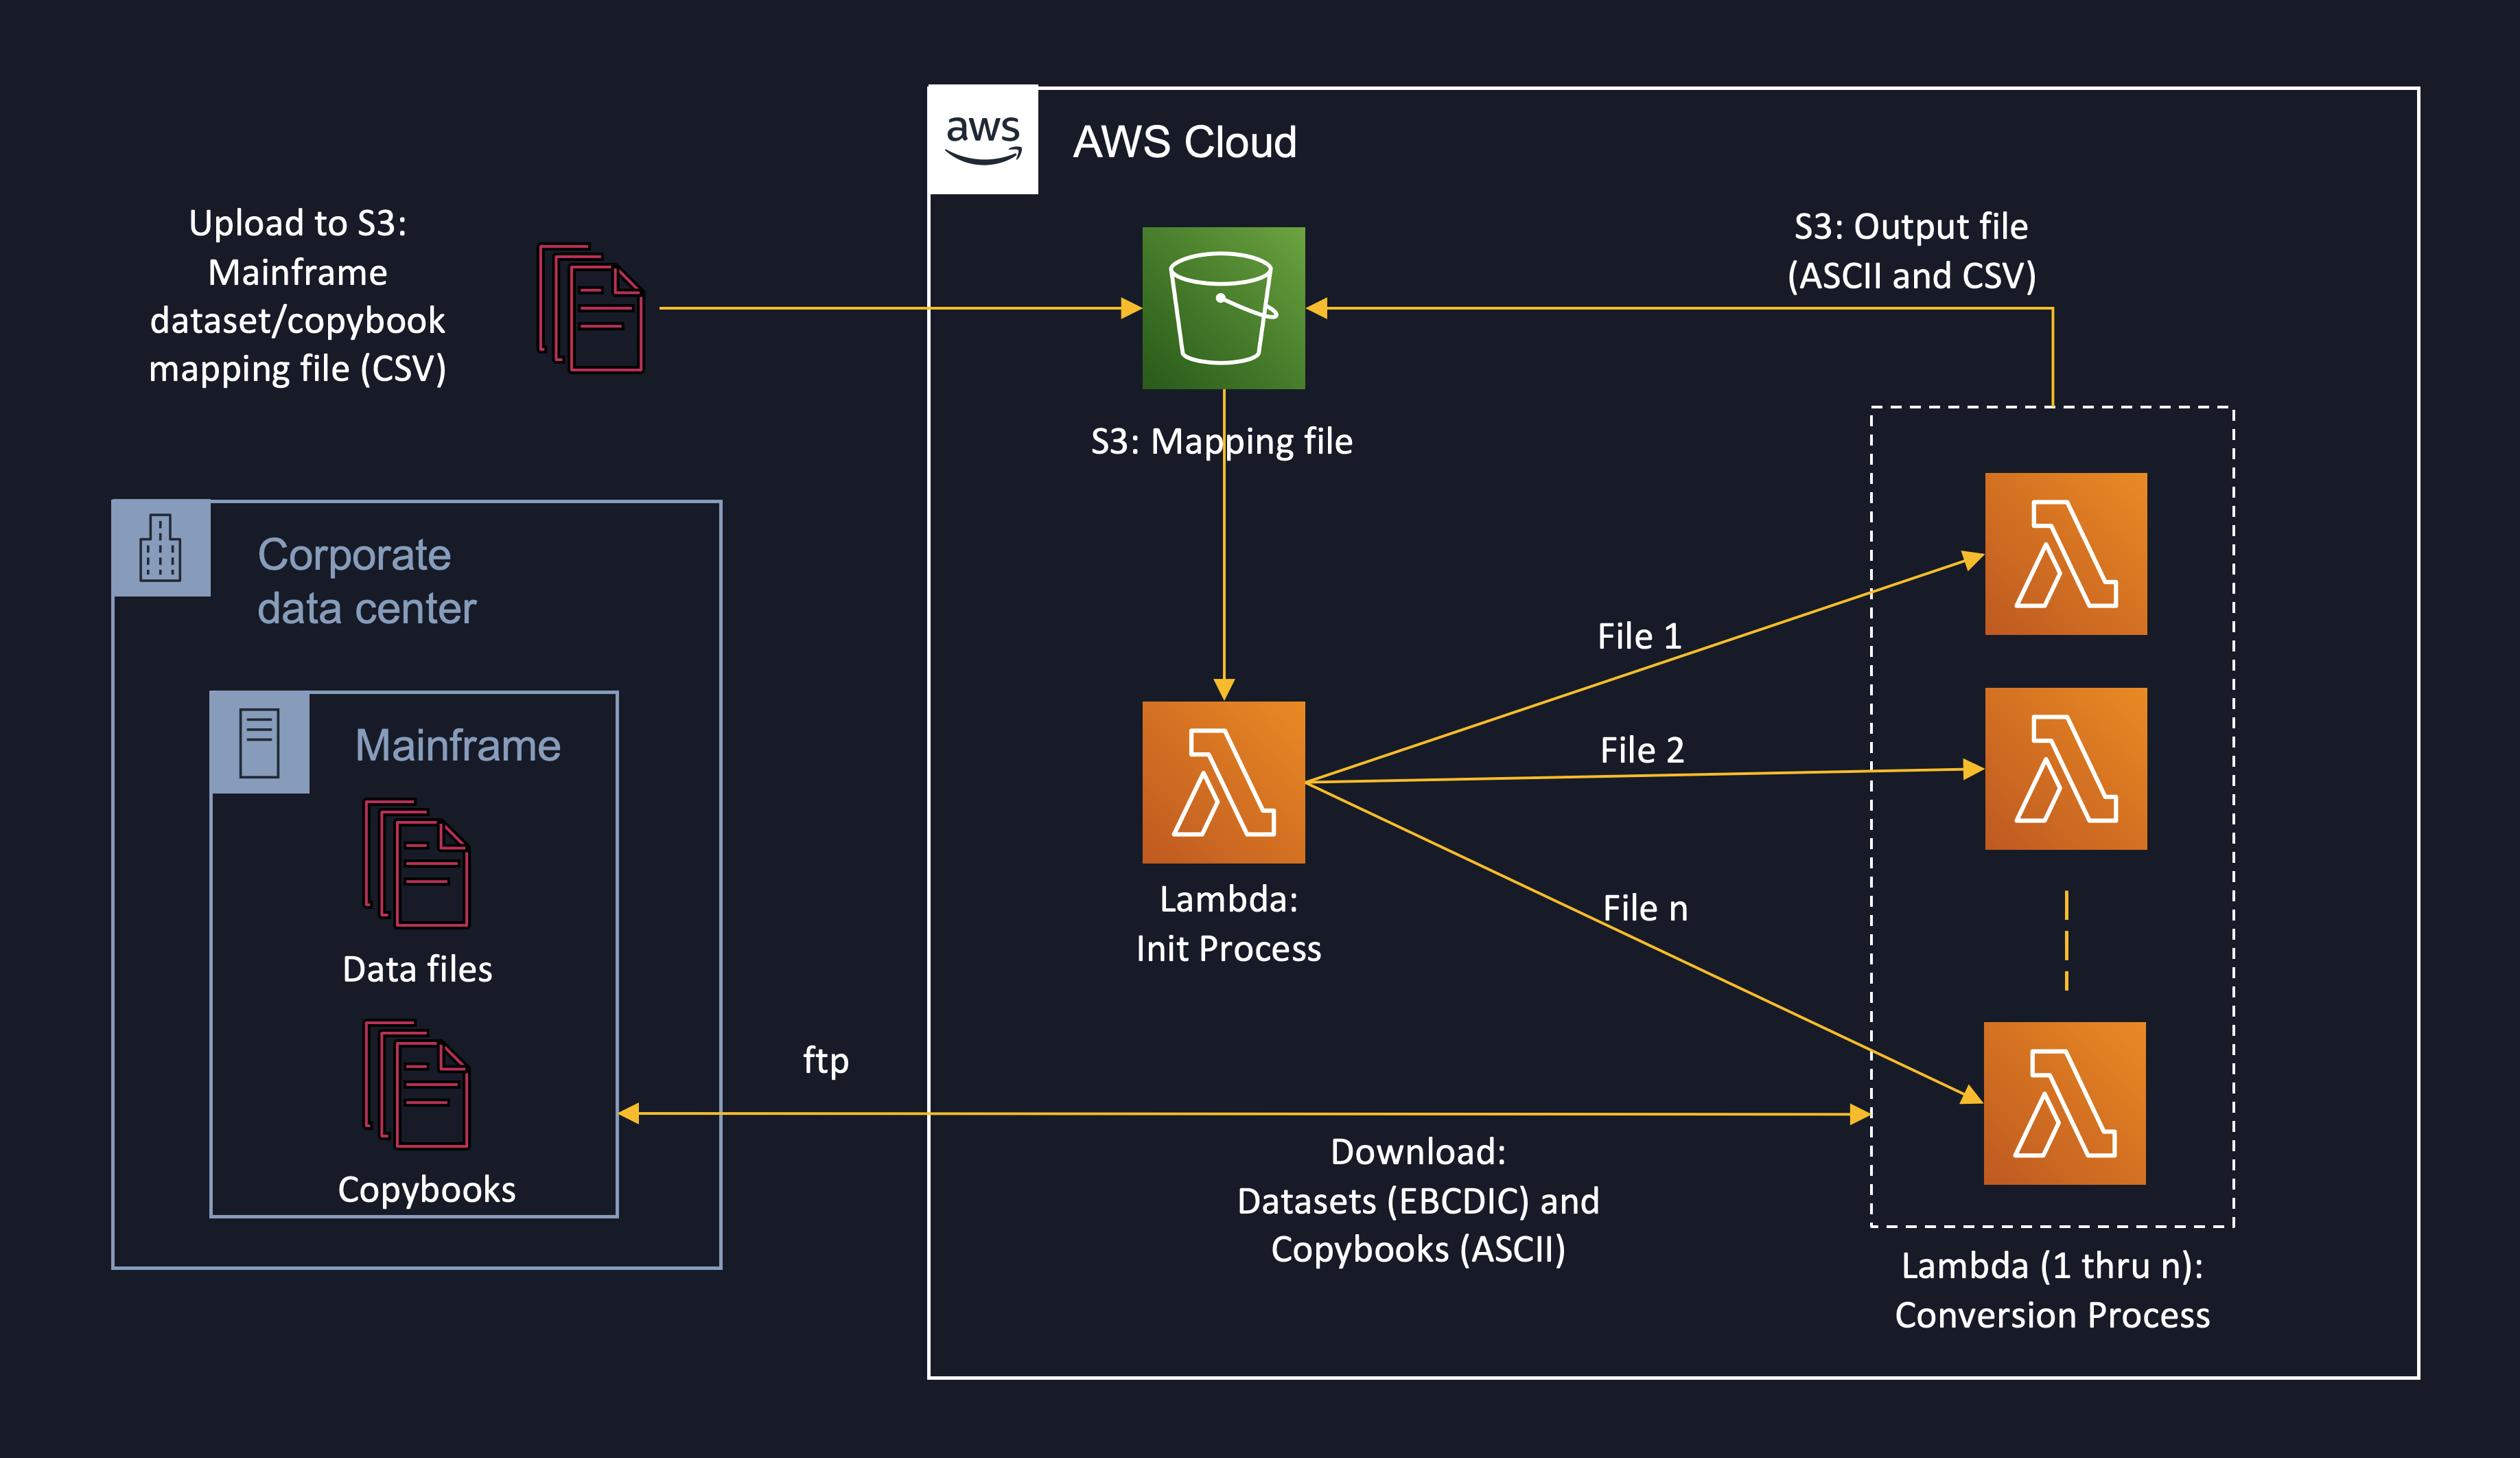 aws
AWS Cloud
Upload to S3:
Mainframe
dataset/copybook
mapping file (CSV)
S3: Output file
(ASCII and CSV)
S3: Mapping file
Corporate
data center
Mainframe
Data files
Copybooks
File 1
File 2
File n
Lambda:
Init Process
ftp
Download:
Datasets (EBCDIC) and
Copybooks (ASCII)
Lambda (1 thru n):
Conversion Process